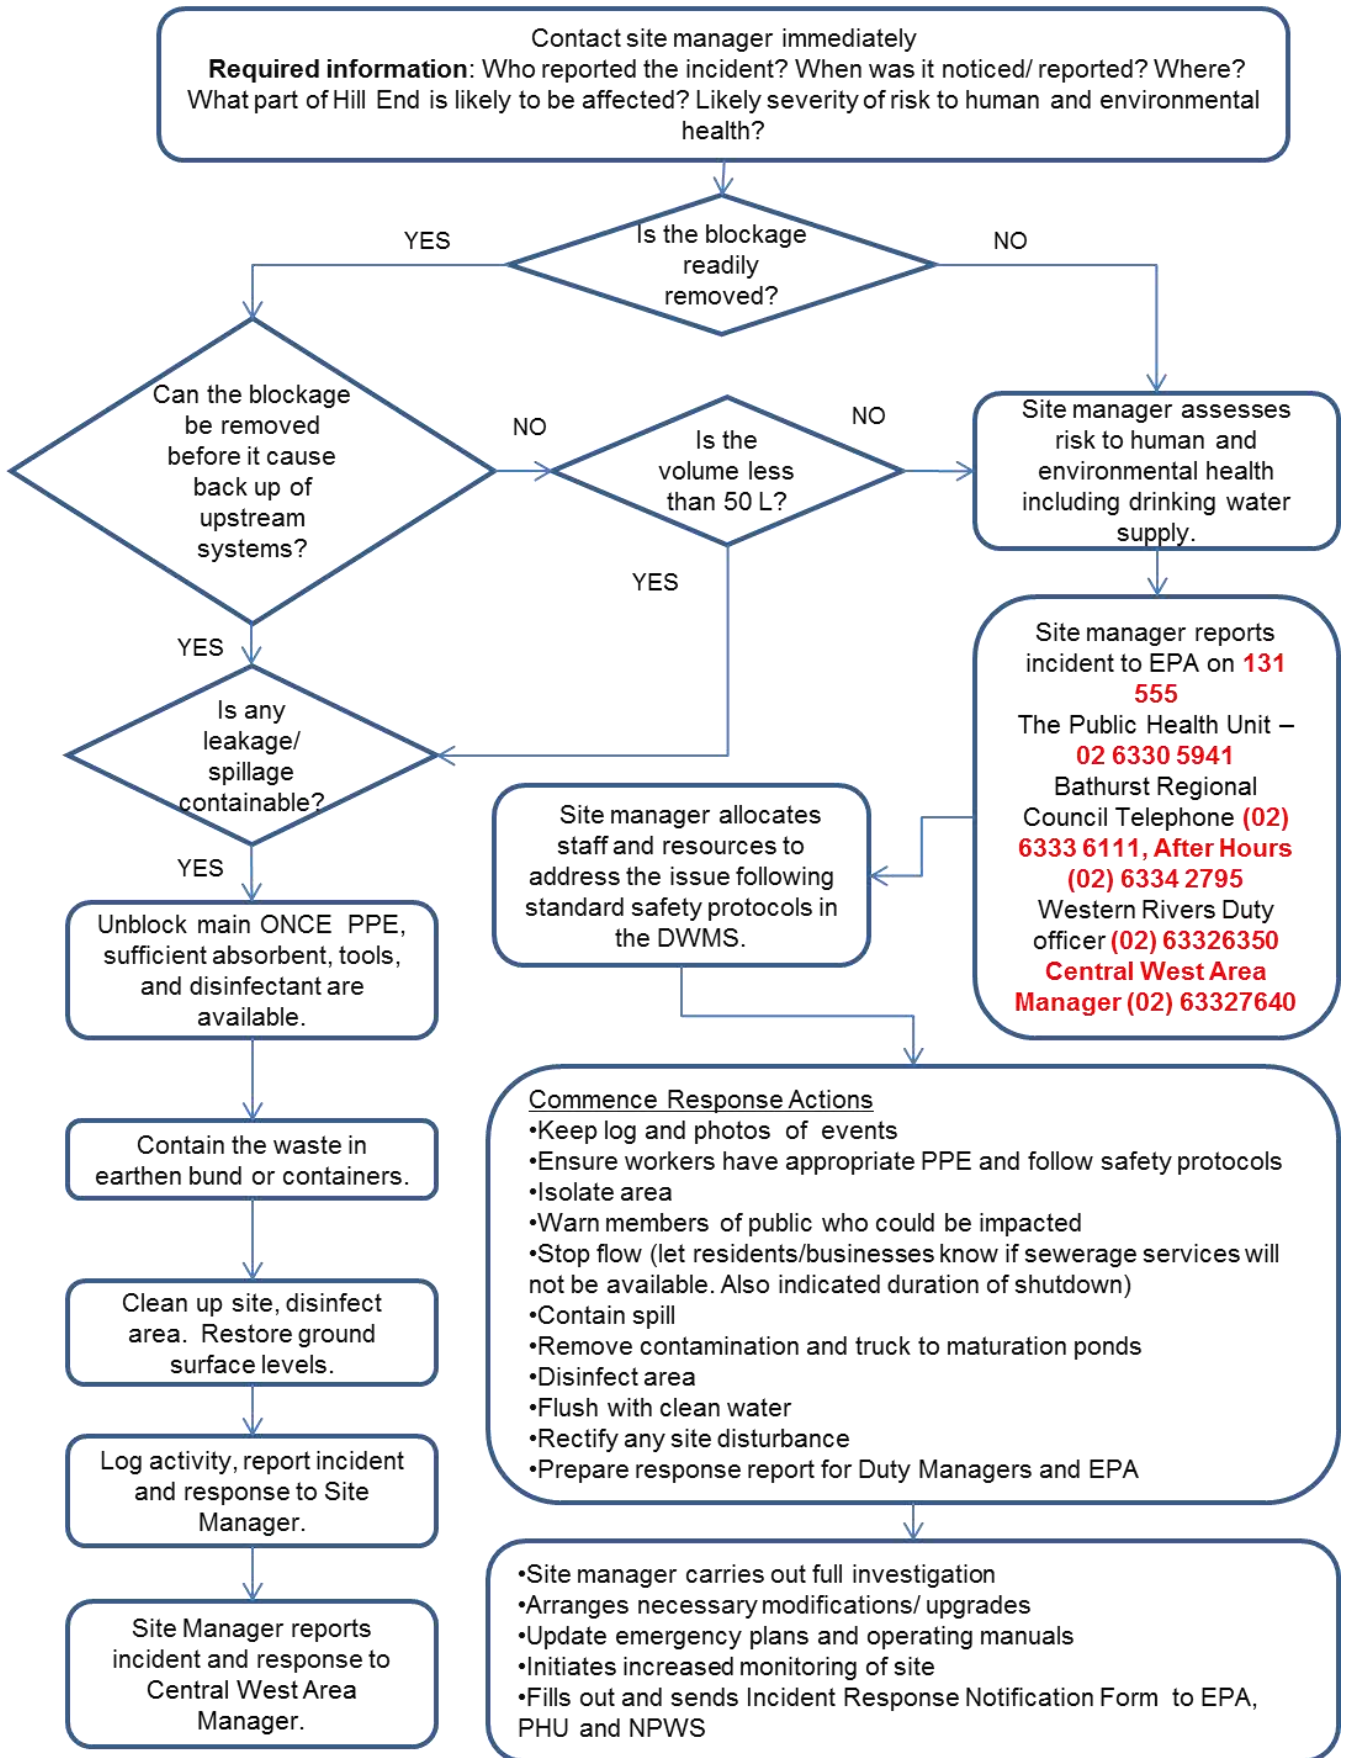 Contact site manager immediately
Required information: Who reported the incident? When was it noticed/ reported? Where?
What part of Hill End is likely to be affected? Likely severity of risk to human and environmental
health?
Is the blockage
readily
removed?
YES
NO
Can the blockage
be removed
before it cause
back up of
upstream
systems?
NO
Is the
volume less
than 50 L?
NO
YES
Site manager assesses
risk to human and
environmental health
including drinking water
supply.
YES
Is any
leakage/
spillage
containable?
YES
Site manager reports
incident to EPA on 131
555
The Public Health Unit –
02 6330 5941
Bathurst Regional
Council Telephone (02)
6333 6111, After Hours
(02) 6334 2795
Western Rivers Duty
officer (02) 63326350
Central West Area
Manager (02) 63327640
Site manager allocates
staff and resources to
address the issue following
standard safety protocols in
the DWMS.
Unblock main ONCE PPE,
sufficient absorbent, tools,
and disinfectant are
available.
Contain the waste in
earthen bund or containers.
Clean up site, disinfect
area. Restore ground
surface levels.
Log activity, report incident
and response to Site
Manager.
Site Manager reports
incident and response to
Central West Area
Manager.
Commence Response Actions
•Keep log and photos of events
•Ensure workers have appropriate PPE and follow safety protocols
•Isolate area
•Warn members of public who could be impacted
•Stop flow (let residents/businesses know if sewerage services will
not be available. Also indicated duration of shutdown)
•Contain spill
•Remove contamination and truck to maturation ponds
•Disinfect area
•Flush with clean water
•Rectify any site disturbance
•Prepare response report for Duty Managers and EPA
•Site manager carries out full investigation
•Arranges necessary modifications/ upgrades
•Update emergency plans and operating manuals
•Initiates increased monitoring of site
•Fills out and sends Incident Response Notification Form to EPA,
PHU and NPWS